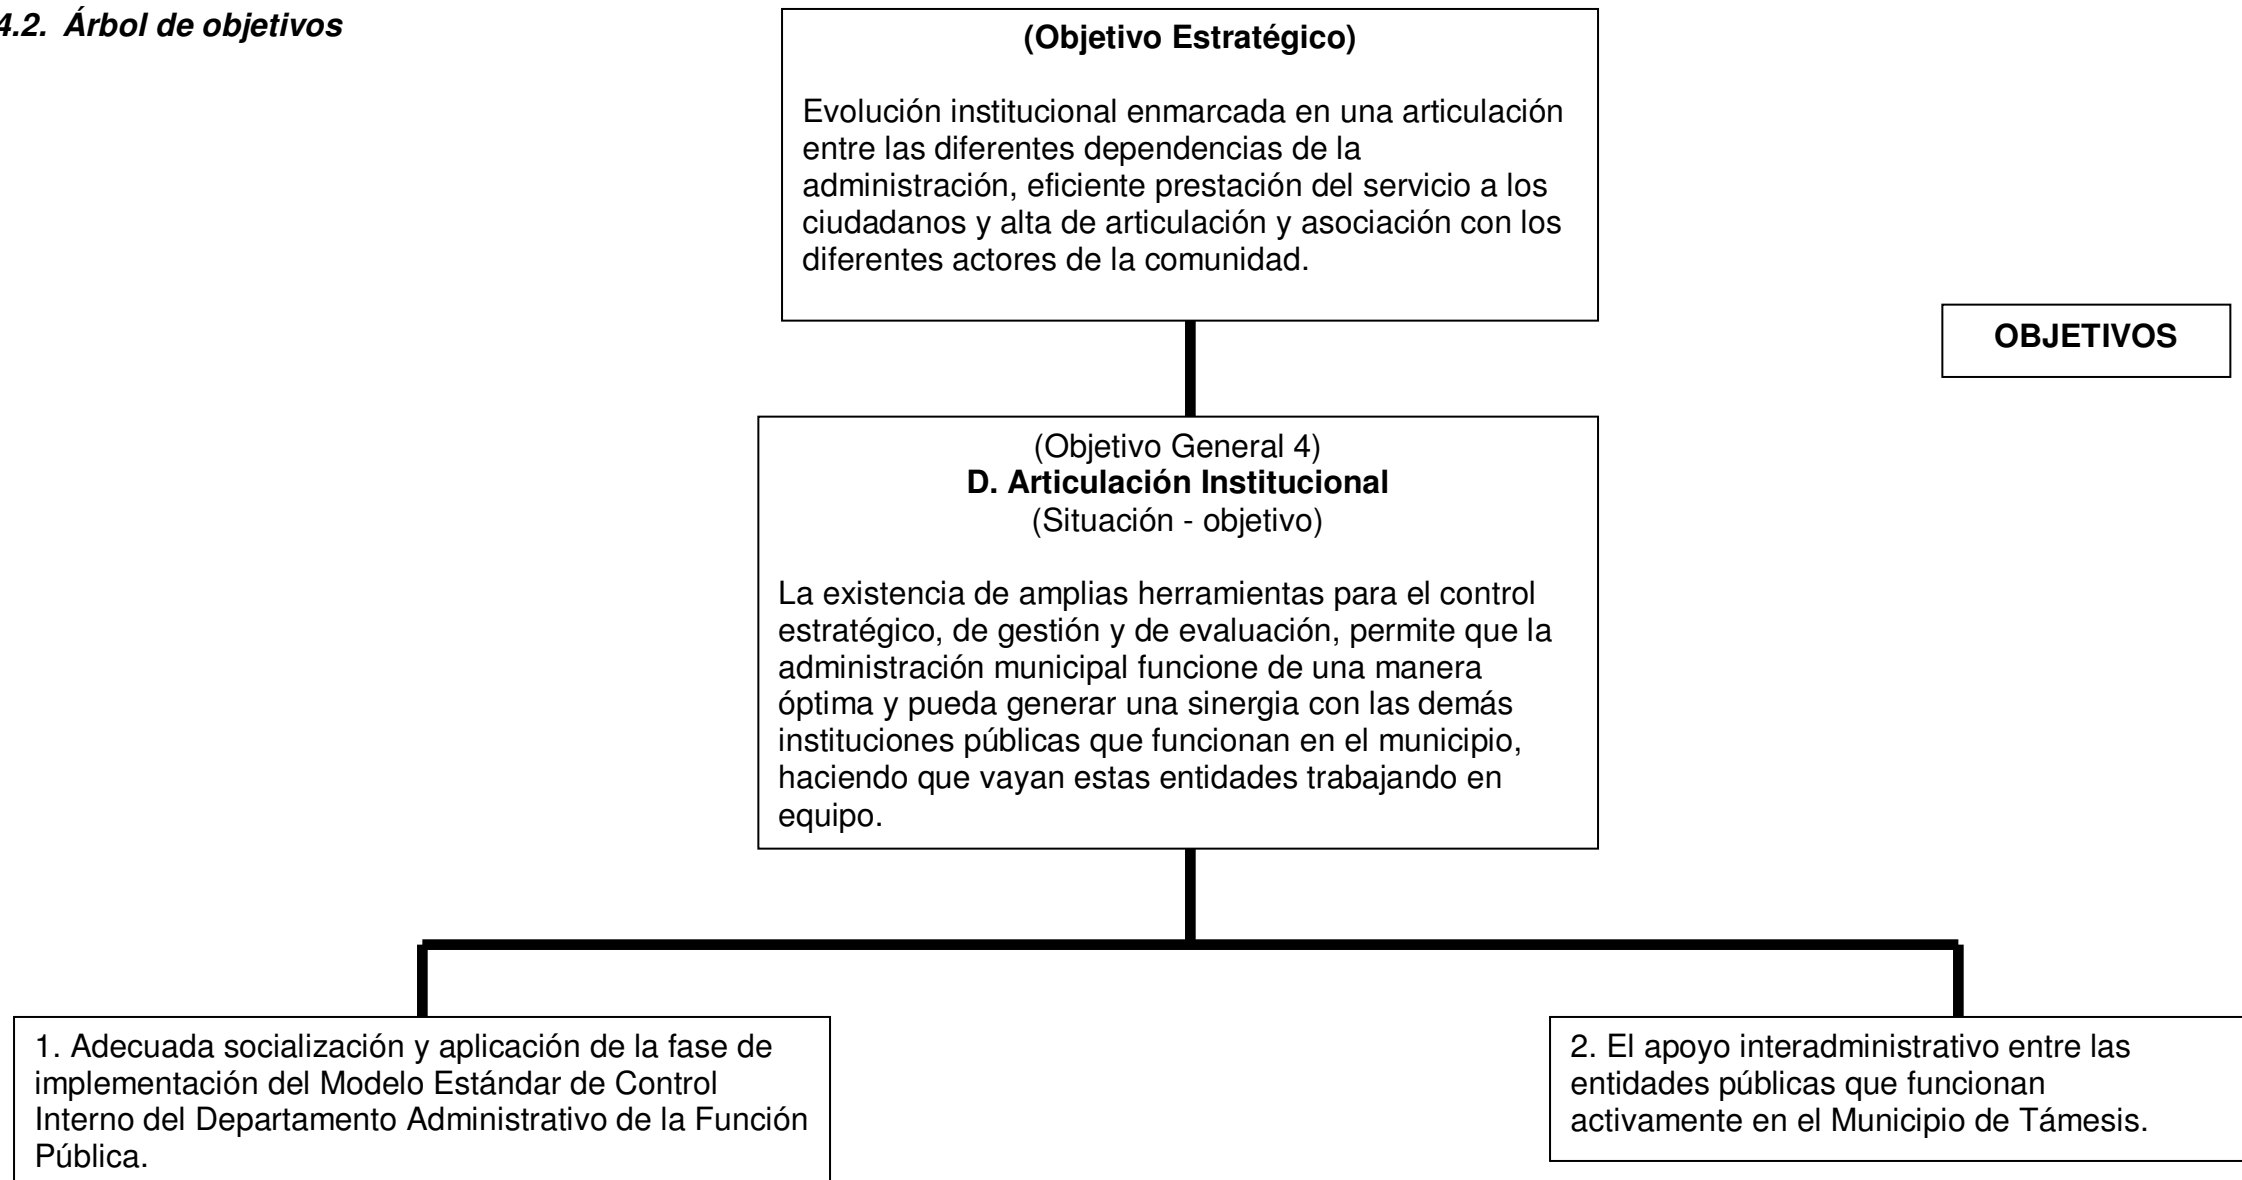 4.2. Árbol de objetivos
(Objetivo Estratégico)
Evolución institucional enmarcada en una articulación
entre las diferentes dependencias de la
administración, eficiente prestación del servicio a los
ciudadanos y alta de articulación y asociación con los
diferentes actores de la comunidad.
OBJETIVOS
(Objetivo General 4)
D. Articulación Institucional
(Situación - objetivo)
La existencia de amplias herramientas para el control
estratégico, de gestión y de evaluación, permite que la
administración municipal funcione de una manera
óptima y pueda generar una sinergia con las demás
instituciones públicas que funcionan en el municipio,
haciendo que vayan estas entidades trabajando en
equipo.
1. Adecuada socialización y aplicación de la fase de
implementación del Modelo Estándar de Control
Interno del Departamento Administrativo de la Función
Pública.
2. El apoyo interadministrativo entre las
entidades públicas que funcionan
activamente en el Municipio de Támesis.